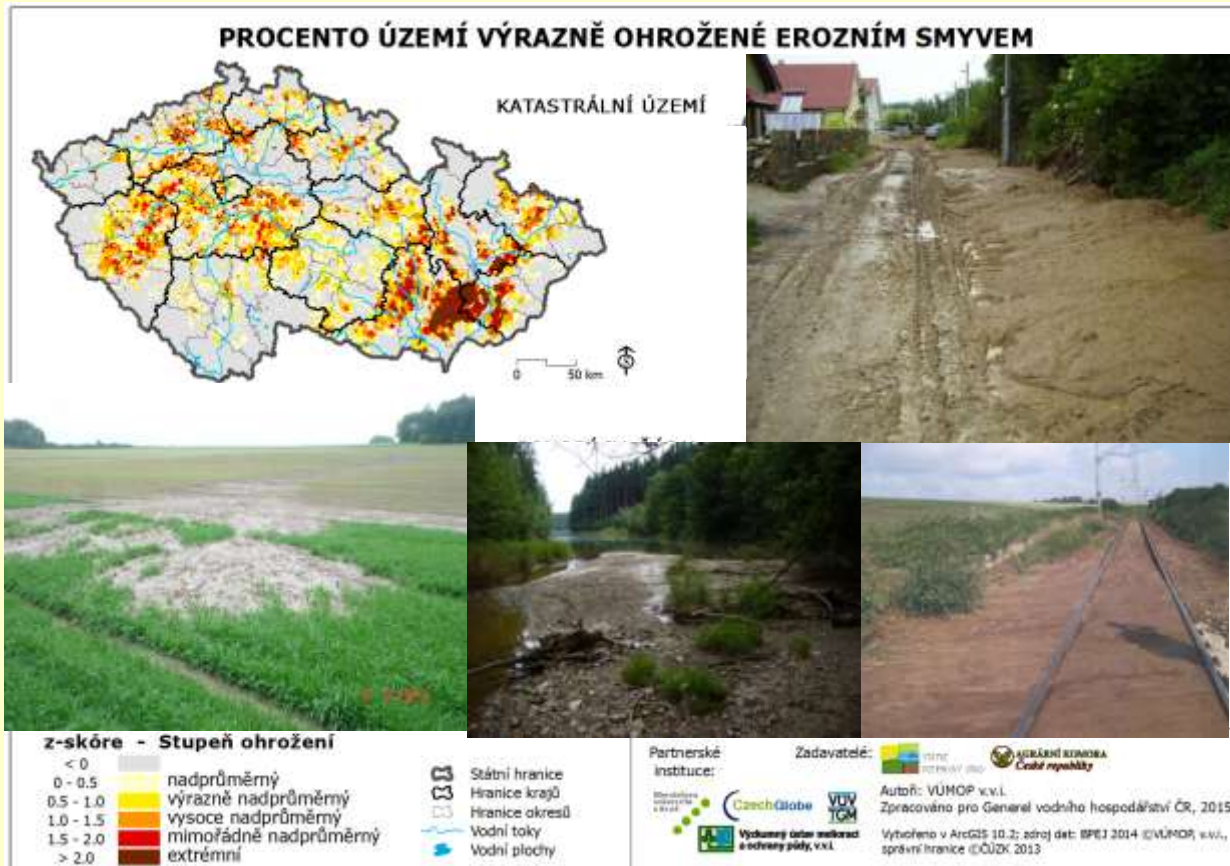 PROCENTO ÚZEMÍ VÝRAZNĚ OHROŽENÉ EROZNÍM SMYVEM
KATASTRÁLNÍ ÚZEMÍ
0 50 km
z-skóre - Stupeň ohrožení
< 0
0 - 0.5 nadprůměrný
0.5 - 1.0 výrazně nadprůměrný
1.0 - 1.5 vysoce nadprůměrný
1.5 - 2.0 mimořádně nadprůměrný
> 2.0 extrémní
Státní hranice
Hranice krajů
Hranice okresů
Vodní toky
Vodní plochy
Partnerské
instituce:
CzechGlobe
VÚV
TGM
Výzkumný ústav meliorací
a ochrany půdy, v.v.i.
Zadavatelé:
AGRÁRNÍ KOMORA
České republiky
Autoři: VÚMOP v.v.i.
Zpracováno pro Generel vodního hospodářství ČR, 2015
Vytvořeno v ArcGIS 10.2; zdroj dat: BPEJ 2014 ©VÚMOP, v.v.i.,
správní hranice ©ČÚZK 2013